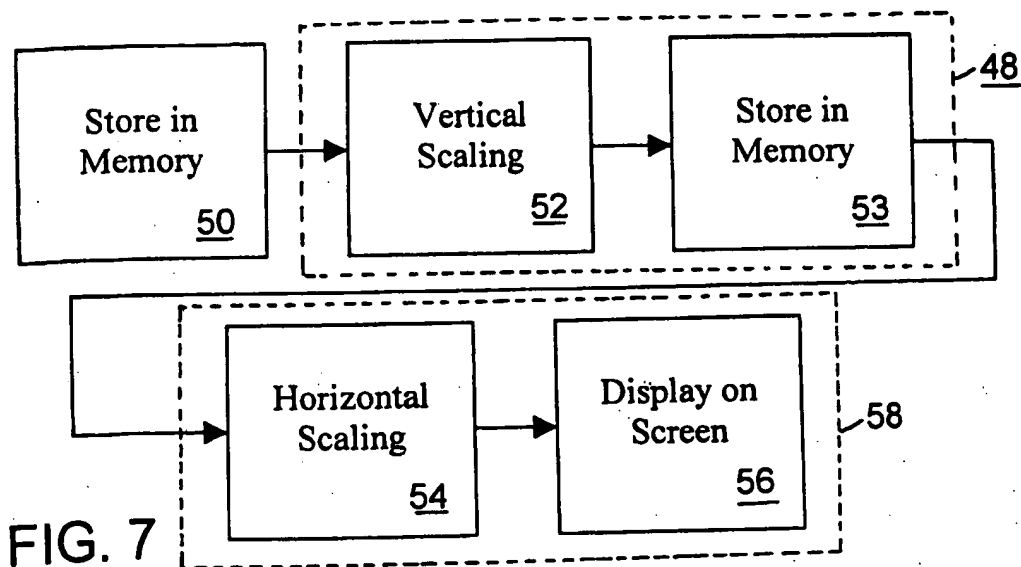 Store in
Memory
50
Vertical
Scaling
52
Store in
Memory
53
48
Horizontal
Scaling
54
Display on
Screen
56
58
FIG. 7